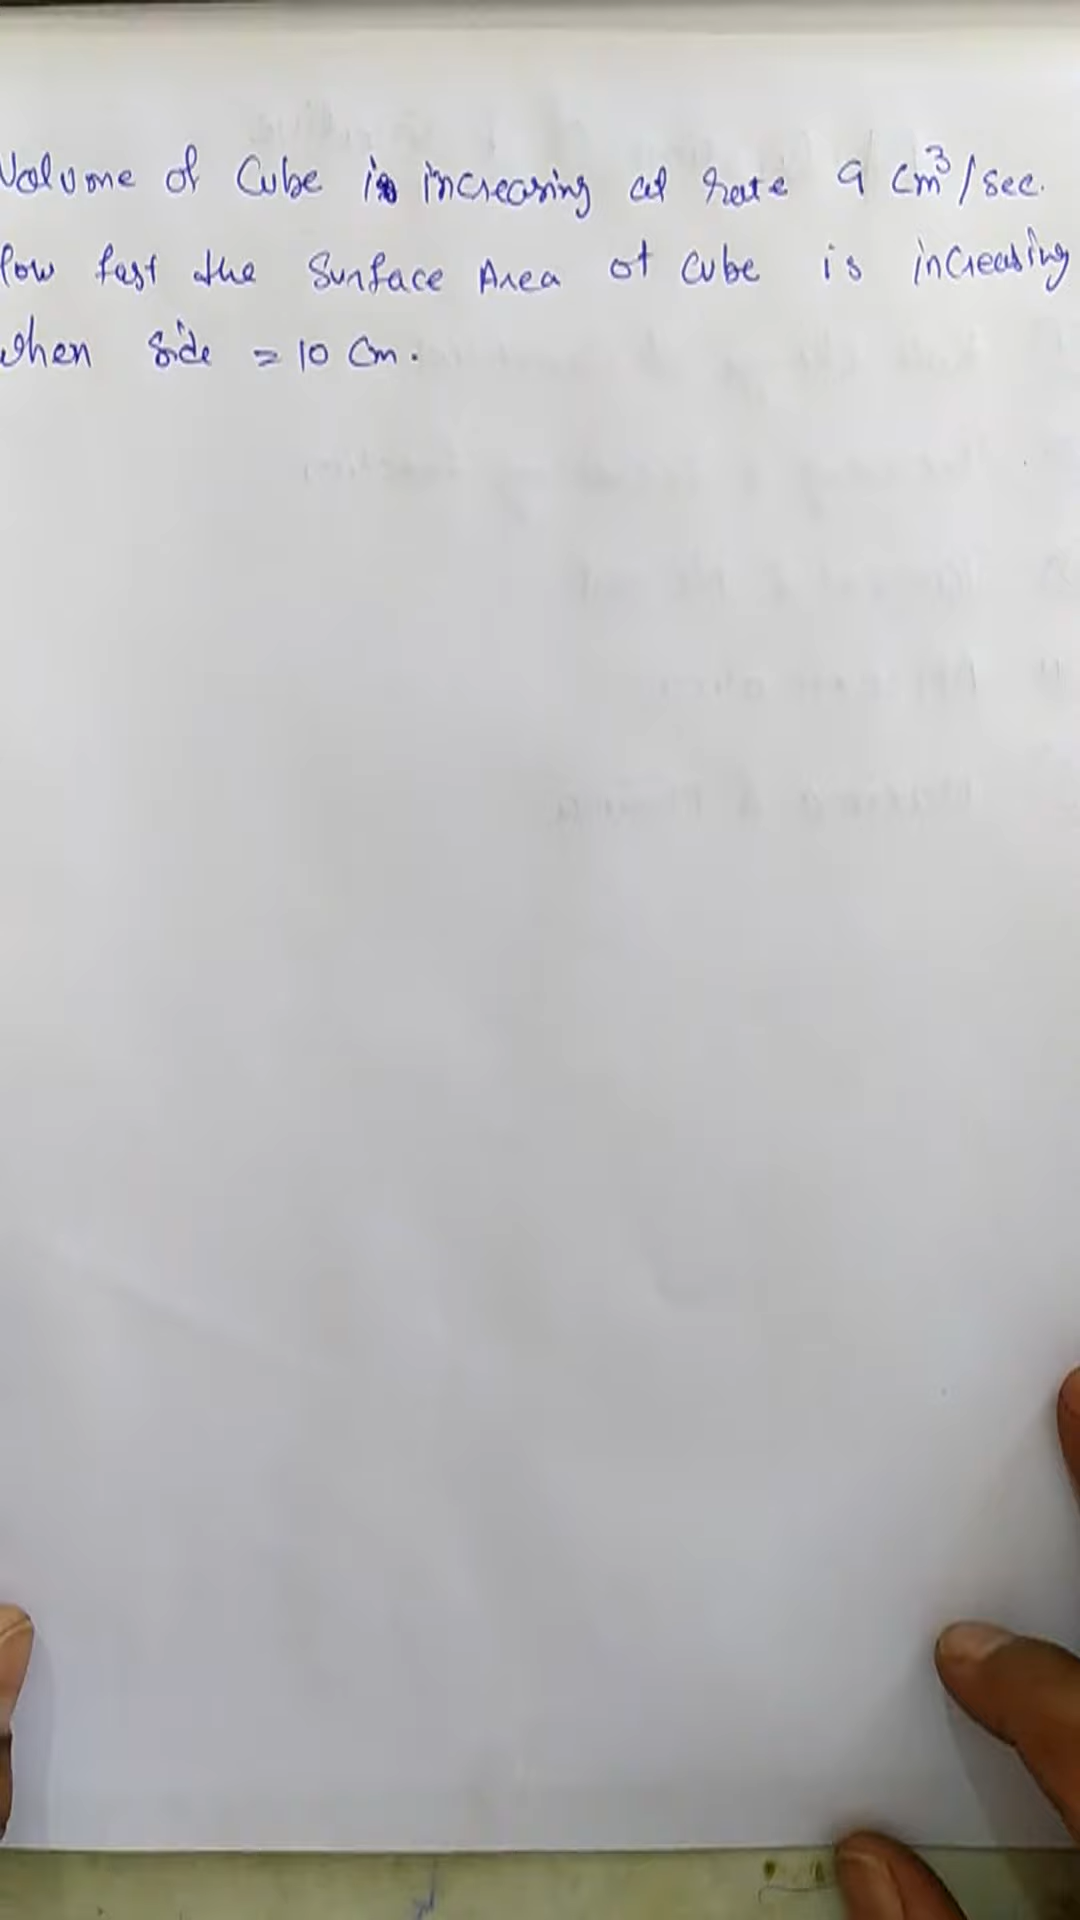 Volume of Cube is increasing at rate 9 cm³/sec.
How fast the Surface Area of cube is increasing
when Side = 10 Cm.